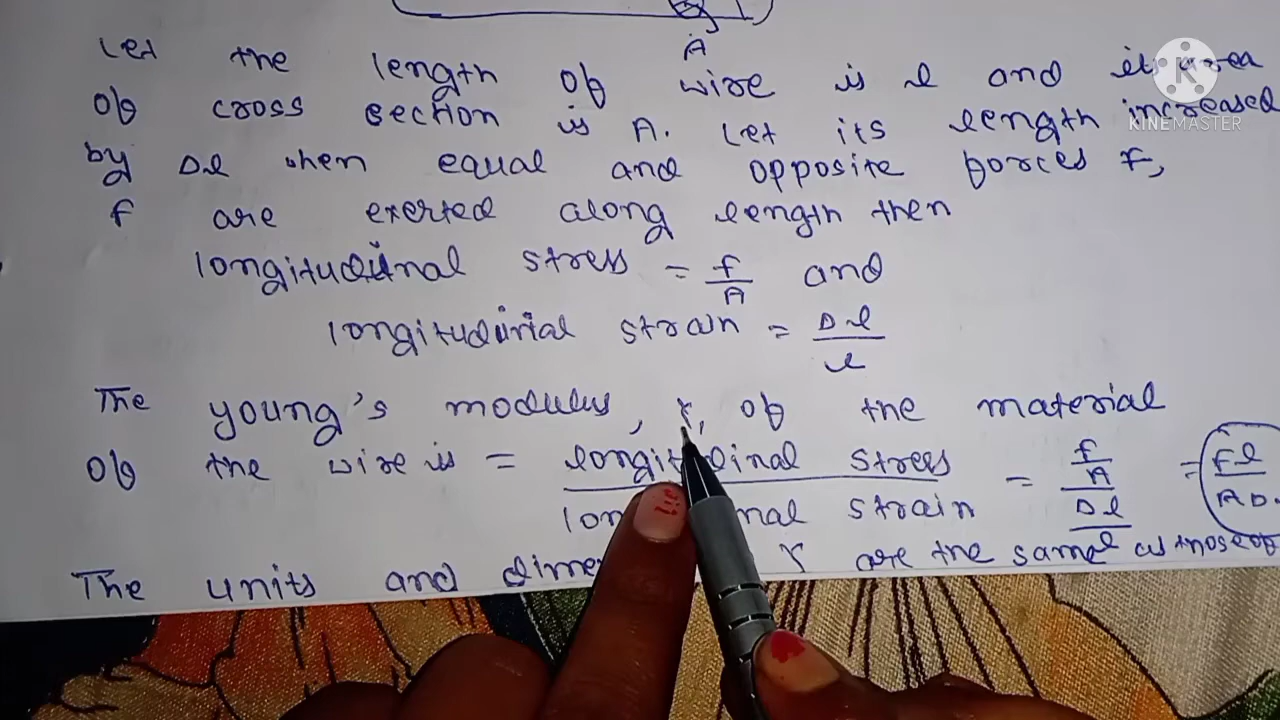 A
Let the length of wire is l and its area
of cross section is A. Let its length increased
by Δl when equal and opposite forces F,
F are exerted along length then
longitudinal stress = F/A and
longitudinal strain = Δl/l
The young's modulus, Y, of the material
of the wire is = longitudinal stress / longitudinal strain = F/A / Δl/l = Fl/AΔ
The units and dimen Y are the same as those of
KINEMASTER